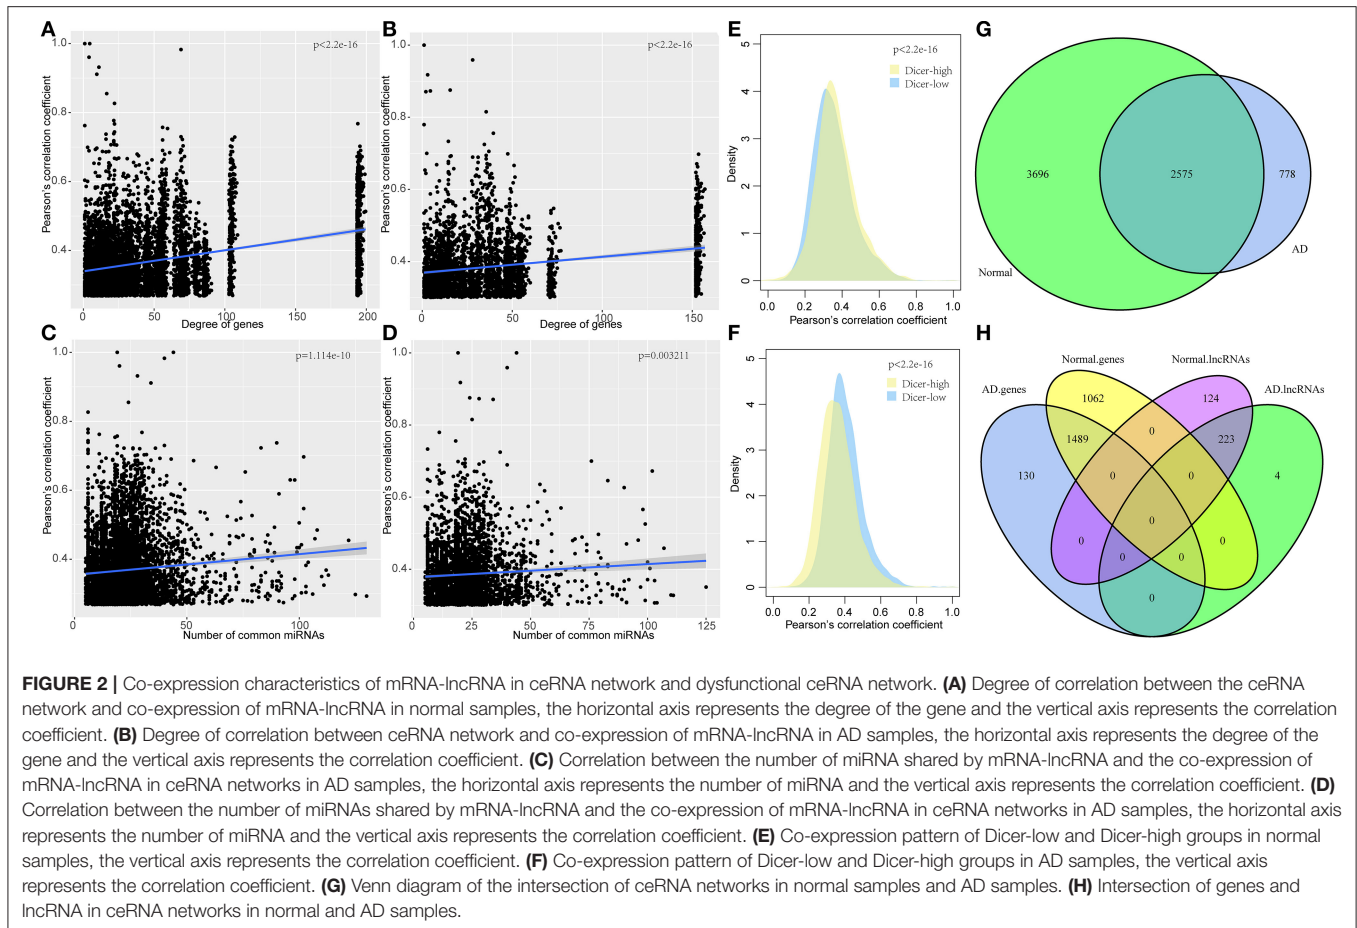 A
p<2.2e-16
Pearson's correlation coefficient
1.0
0.8
0.6
0.4
0
50
100
150
200
Degree of genes
B
p<2.2e-16
Pearson's correlation coefficient
1.0
0.8
0.6
0.4
0
50
100
150
Degree of genes
C
p=1.114e-10
Pearson's correlation coefficient
1.0
0.8
0.6
0.4
0
50
100
Number of common miRNAs
D
p=0.003211
Pearson's correlation coefficient
1.0
0.8
0.6
0.4
0
25
50
75
100
125
Number of common miRNAs
E
p<2.2e-16
Dicer-high
Dicer-low
Density
5
4
3
2
1
0
0.0
0.2
0.4
0.6
0.8
1.0
Pearson's correlation coefficient
F
p<2.2e-16
Dicer-high
Dicer-low
Density
5
4
3
2
1
0
0.0
0.2
0.4
0.6
0.8
1.0
Pearson's correlation coefficient
G
3696
2575
778
Normal
AD
H
Normal.genes
Normal.lncRNAs
AD.genes
AD.lncRNAs
1062
124
0
1489
223
130
0
0
4
0
0
0
0
0
0
FIGURE 2 | Co-expression characteristics of mRNA-lncRNA in ceRNA network and dysfunctional ceRNA network. (A) Degree of correlation between the ceRNA
network and co-expression of mRNA-lncRNA in normal samples, the horizontal axis represents the degree of the gene and the vertical axis represents the correlation
coefficient. (B) Degree of correlation between ceRNA network and co-expression of mRNA-lncRNA in AD samples, the horizontal axis represents the degree of the
gene and the vertical axis represents the correlation coefficient. (C) Correlation between the number of miRNA shared by mRNA-lncRNA and the co-expression of
mRNA-lncRNA in ceRNA networks in AD samples, the horizontal axis represents the number of miRNA and the vertical axis represents the correlation coefficient. (D)
Correlation between the number of miRNAs shared by mRNA-lncRNA and the co-expression of mRNA-lncRNA in ceRNA networks in AD samples, the horizontal axis
represents the number of miRNA and the vertical axis represents the correlation coefficient. (E) Co-expression pattern of Dicer-low and Dicer-high groups in normal
samples, the vertical axis represents the correlation coefficient. (F) Co-expression pattern of Dicer-low and Dicer-high groups in AD samples, the vertical axis
represents the correlation coefficient. (G) Venn diagram of the intersection of ceRNA networks in normal samples and AD samples. (H) Intersection of genes and
lncRNA in ceRNA networks in normal and AD samples.